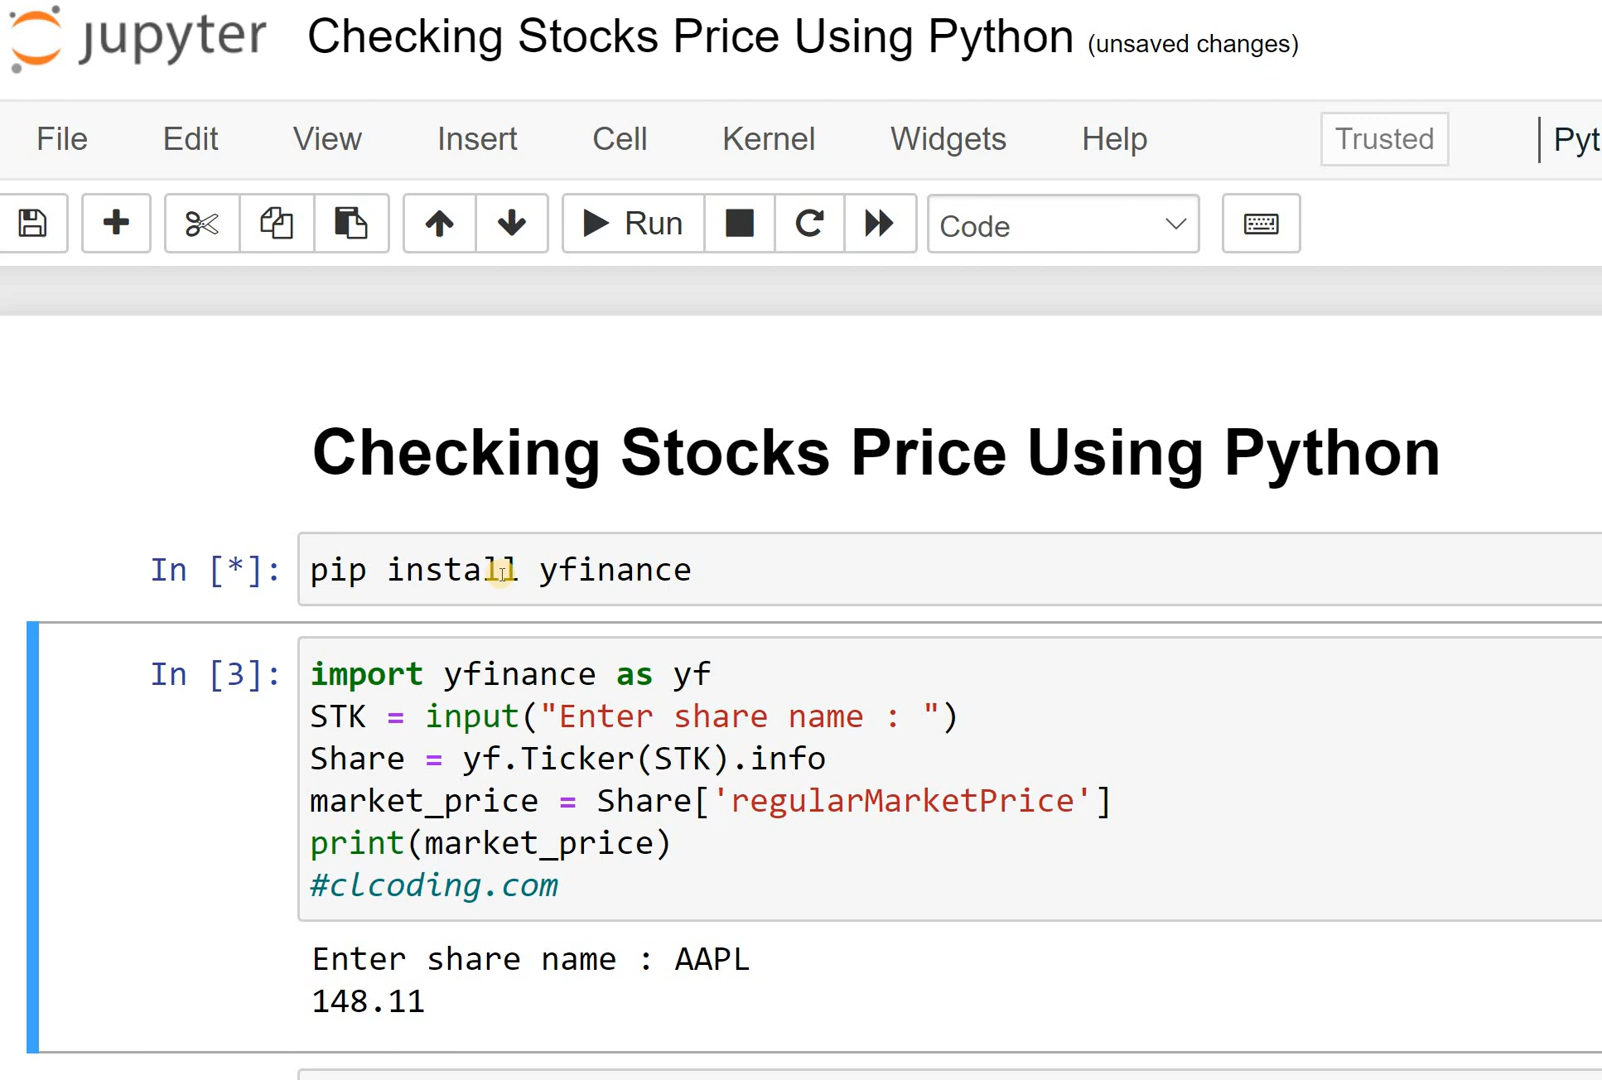 jupyter Checking Stocks Price Using Python (unsaved changes)
File Edit View Insert Cell Kernel Widgets Help Trusted Pyt
Run Code
Checking Stocks Price Using Python
In [*]: pip install yfinance
In [3]: import yfinance as yf
STK = input("Enter share name : ")
Share = yf.Ticker(STK).info
market_price = Share['regularMarketPrice']
print(market_price)
#clcoding.com
Enter share name : AAPL
148.11